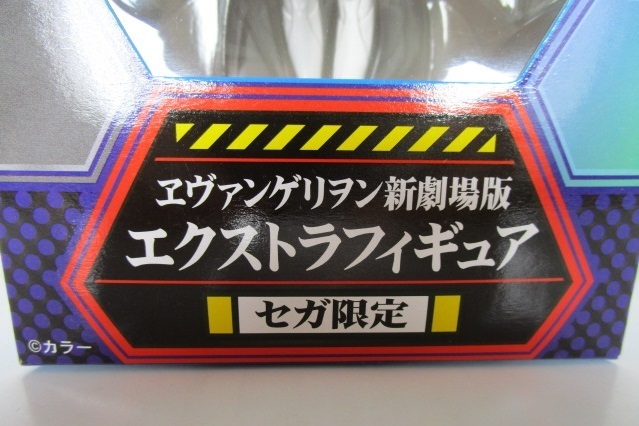 ヱヴァンゲリヲン新劇場版
エクストラフィギュア
セガ限定
©カラー